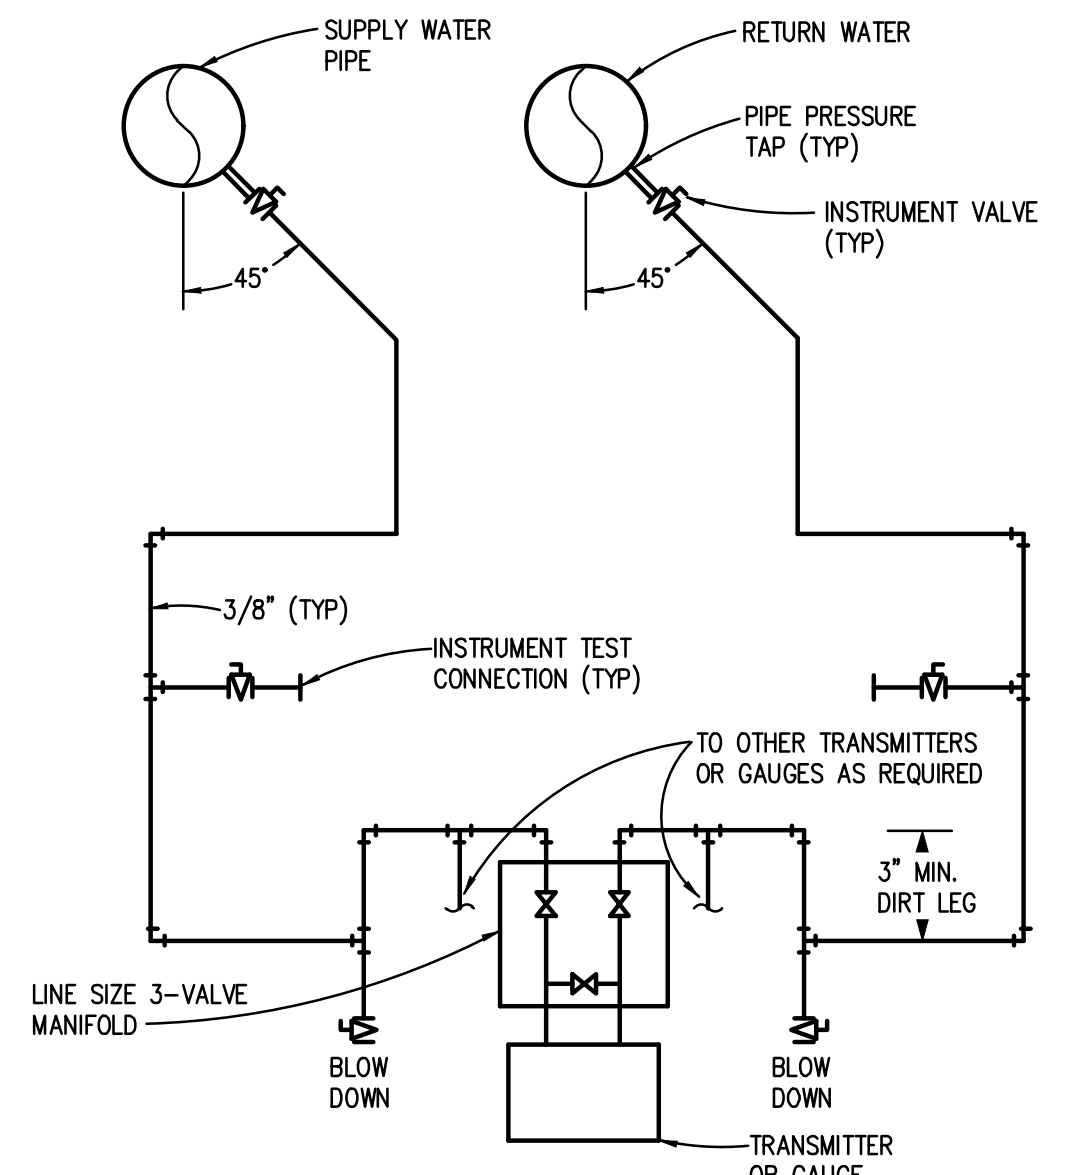 SUPPLY WATER
PIPE
RETURN WATER
PIPE PRESSURE
TAP (TYP)
INSTRUMENT VALVE
(TYP)
45°
45°
3/8" (TYP)
INSTRUMENT TEST
CONNECTION (TYP)
TO OTHER TRANSMITTERS
OR GAUGES AS REQUIRED
3" MIN.
DIRT LEG
LINE SIZE 3-VALVE
MANIFOLD
BLOW
DOWN
BLOW
DOWN
TRANSMITTER
OR GAUGE